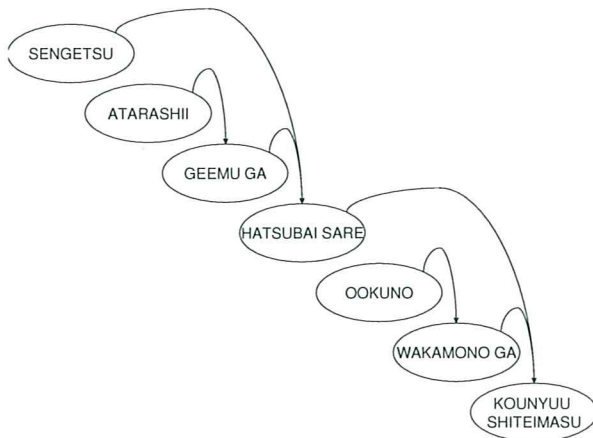 SENGETSU
ATARASHII
GEEMU GA
HATSUBAI SARE
OOKUNO
WAKAMONO GA
KOUNYUU
SHITEIMASU